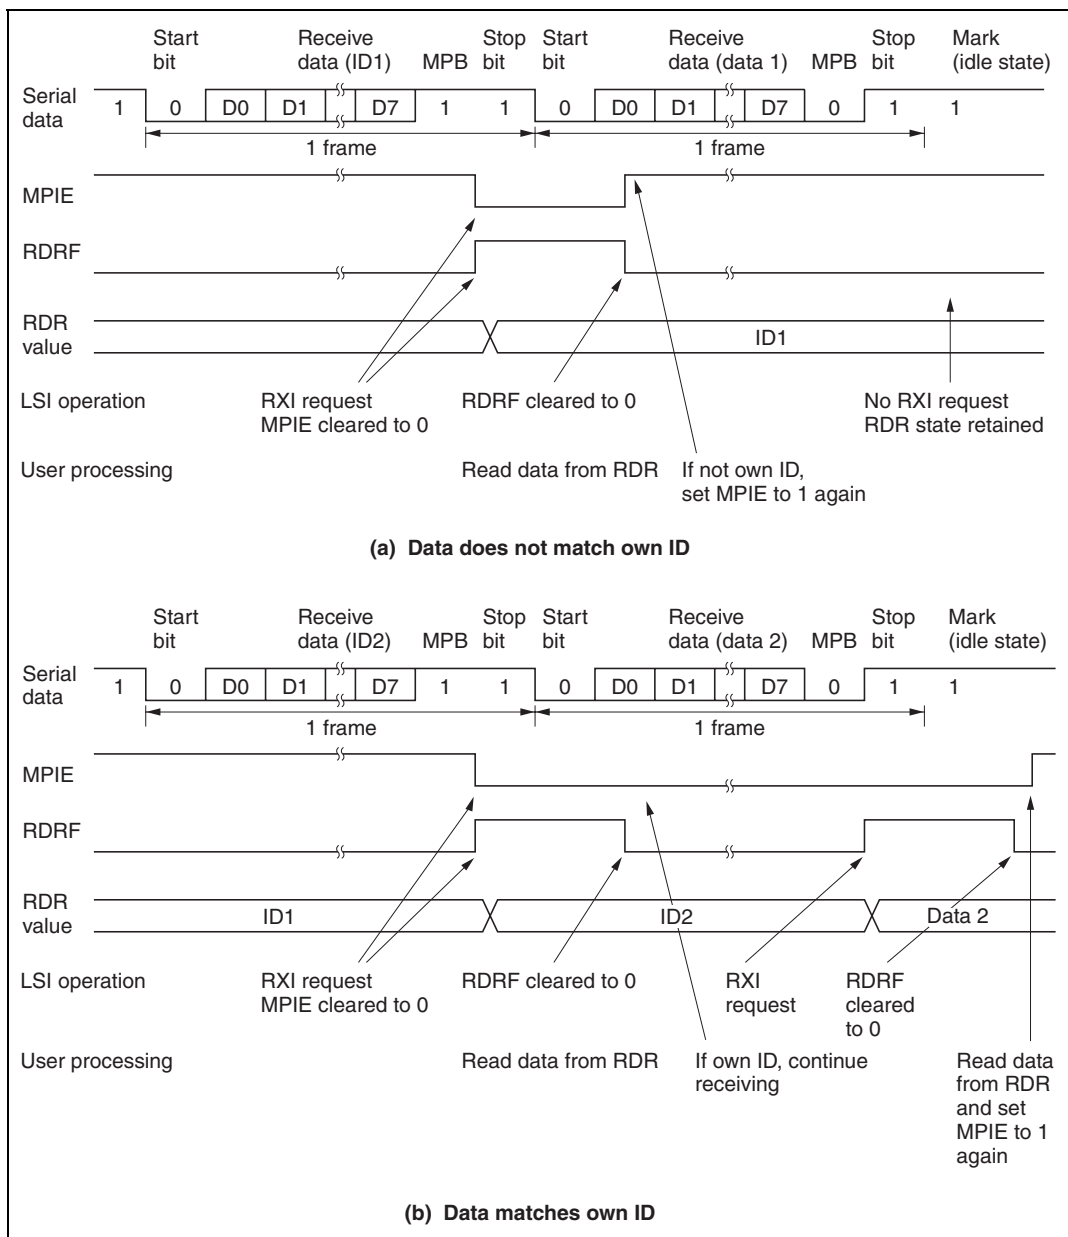 Start bit Receive data (ID1) MPB Stop bit Start bit Receive data (data 1) MPB Stop bit Mark (idle state)
Serial data 1 0 D0 D1 D7 1 1 0 D0 D1 D7 0 1 1
1 frame 1 frame
MPIE
RDRF
RDR value ID1
LSI operation RXI request MPIE cleared to 0 RDRF cleared to 0 No RXI request RDR state retained
User processing Read data from RDR If not own ID, set MPIE to 1 again
(a) Data does not match own ID
Start bit Receive data (ID2) MPB Stop bit Start bit Receive data (data 2) MPB Stop bit Mark (idle state)
Serial data 1 0 D0 D1 D7 1 1 0 D0 D1 D7 0 1 1
1 frame 1 frame
MPIE
RDRF
RDR value ID1 ID2 Data 2
LSI operation RXI request MPIE cleared to 0 RDRF cleared to 0 RXI request RDRF cleared to 0
User processing Read data from RDR If own ID, continue receiving Read data from RDR and set MPIE to 1 again
(b) Data matches own ID